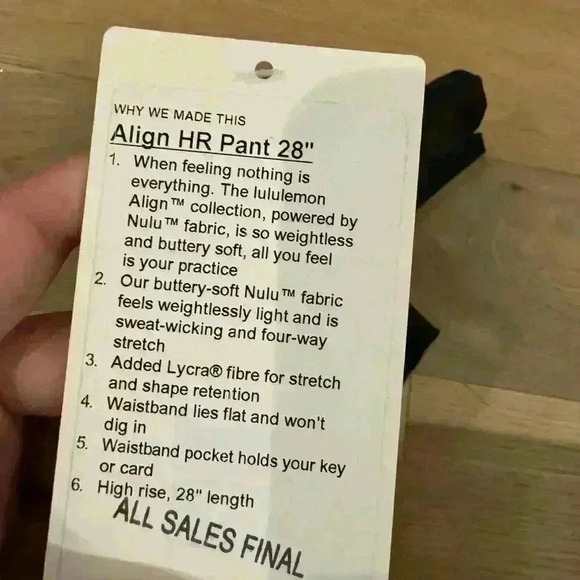 WHY WE MADE THIS
Align HR Pant 28"
1. When feeling nothing is
everything. The lululemon
Align™ collection, powered by
Nulu™ fabric, is so weightless
and buttery soft, all you feel
is your practice
2. Our buttery-soft Nulu™ fabric
feels weightlessly light and is
sweat-wicking and four-way
stretch
3. Added Lycra® fibre for stretch
and shape retention
4. Waistband lies flat and won't
dig in
5. Waistband pocket holds your key
or card
6. High rise, 28" length
ALL SALES FINAL